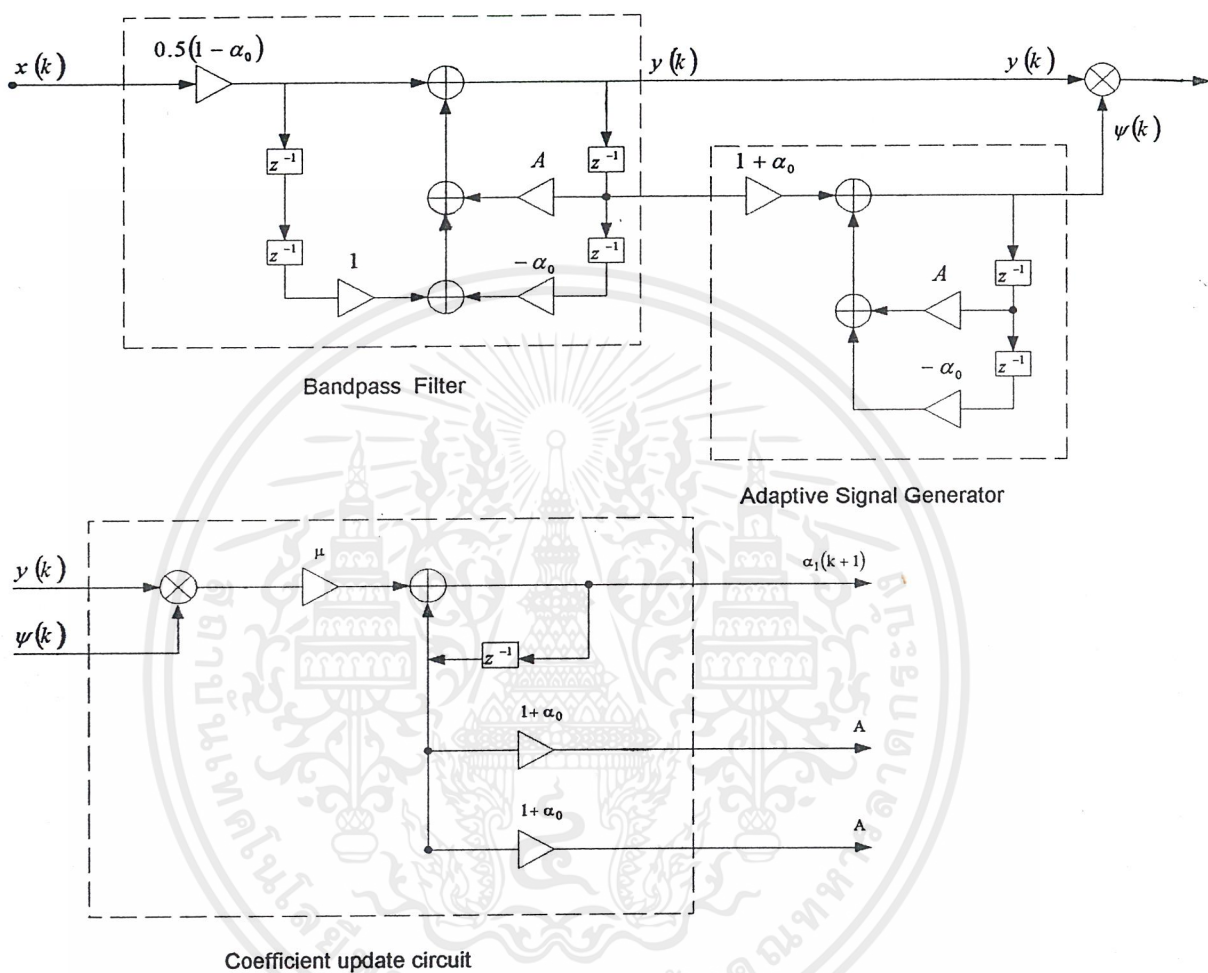 x(k)
0.5(1 − α₀)
y(k)
y(k)
ψ(k)
z⁻¹
z⁻¹
A
1 + α₀
z⁻¹
z⁻¹
1
−α₀
z⁻¹
A
z⁻¹
−α₀
Bandpass Filter
Adaptive Signal Generator
y(k)
μ
α₁(k+1)
ψ(k)
z⁻¹
1+ α₀
A
1+ α₀
A
Coefficient update circuit